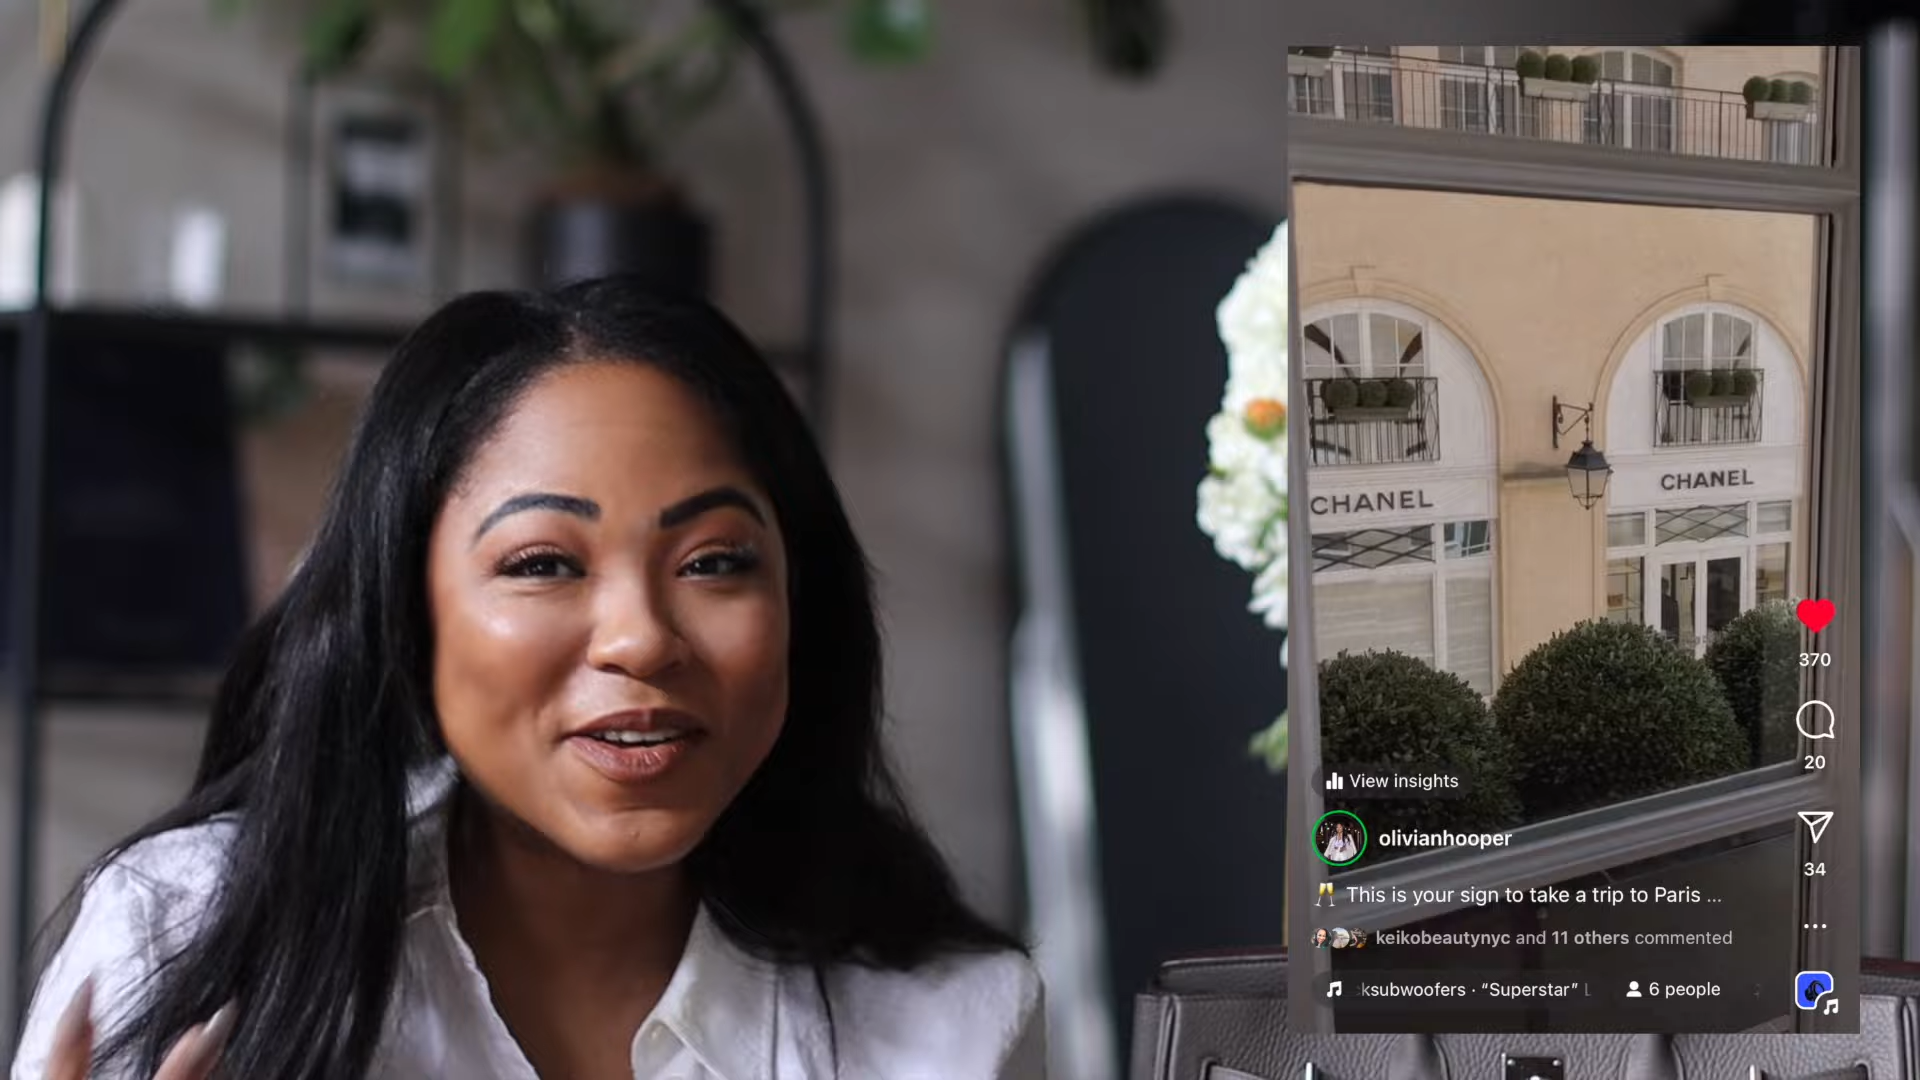 CHANEL
CHANEL
370
20
View insights
olivianhooper
34
🥂 This is your sign to take a trip to Paris ...
keikobeautynyc and 11 others commented
ksubwoofers · “Superstar”
6 people